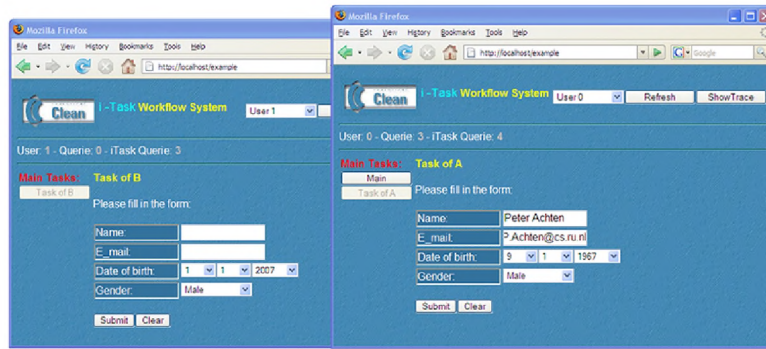 Mozilla Firefox
File Edit View History Bookmarks Tools Help
http://localhost/example
Clean
i -Task Workflow System
User 1
User: 1 - Querie: 0 - iTask Querie: 3
Main Tasks:
Task of B
Task of B
Please fill in the form:
Name:
E_mail:
Date of birth: 1 1 2007
Gender: Male
Submit Clear
Mozilla Firefox
File Edit View History Bookmarks Tools Help
http://localhost/example
Google
Clean
i -Task Workflow System
User 0
Refresh
ShowTrace
User: 0 - Querie: 3 - iTask Querie: 4
Main Tasks:
Task of A
Main
Task of A
Please fill in the form:
Name: Peter Achten
E_mail: P.Achten@cs.ru.nl
Date of birth: 9 1 1967
Gender: Male
Submit Clear